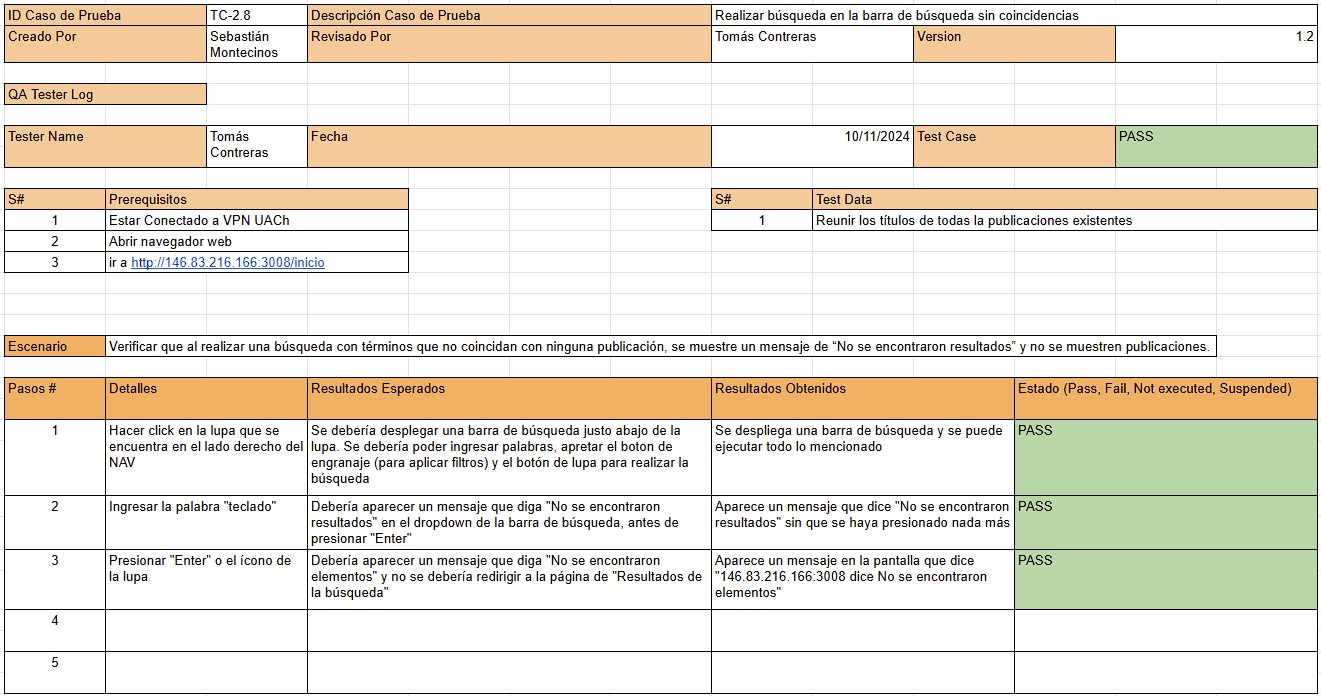 ID Caso de Prueba TC-2.8 Descripción Caso de Prueba Realizar búsqueda en la barra de búsqueda sin coincidencias
Creado Por Sebastián Revisado Por Tomás Contreras Version 1.2
Montecinos
QA Tester Log
Tester Name Tomás Fecha 10/11/2024 Test Case PASS
Contreras
S# Prerequisitos S# Test Data
1 Estar Conectado a VPN UACh 1 Reunir los títulos de todas la publicaciones existentes
2 Abrir navegador web
3 ir a http://146.83.216.166:3008/inicio
Escenario Verificar que al realizar una búsqueda con términos que no coincidan con ninguna publicación, se muestre un mensaje de “No se encontraron resultados” y no se muestren publicaciones.
Pasos # Detalles Resultados Esperados Resultados Obtenidos Estado (Pass, Fail, Not executed, Suspended)
1 Hacer click en la lupa que se Se debería desplegar una barra de búsqueda justo abajo de la Se despliega una barra de búsqueda y se puede PASS
encuentra en el lado derecho del lupa. Se debería poder ingresar palabras, apretar el boton de ejecutar todo lo mencionado
NAV engranaje (para aplicar filtros) y el botón de lupa para realizar la
búsqueda
2 Ingresar la palabra "teclado" Debería aparecer un mensaje que diga "No se encontraron Aparece un mensaje que dice "No se encontraron PASS
resultados" en el dropdown de la barra de búsqueda, antes de resultados" sin que se haya presionado nada más
presionar "Enter"
3 Presionar "Enter" o el ícono de Debería aparecer un mensaje que diga "No se encontraron Aparece un mensaje en la pantalla que dice PASS
la lupa elementos" y no se debería redirigir a la página de "Resultados de "146.83.216.166:3008 dice No se encontraron
la búsqueda" elementos"
4
5